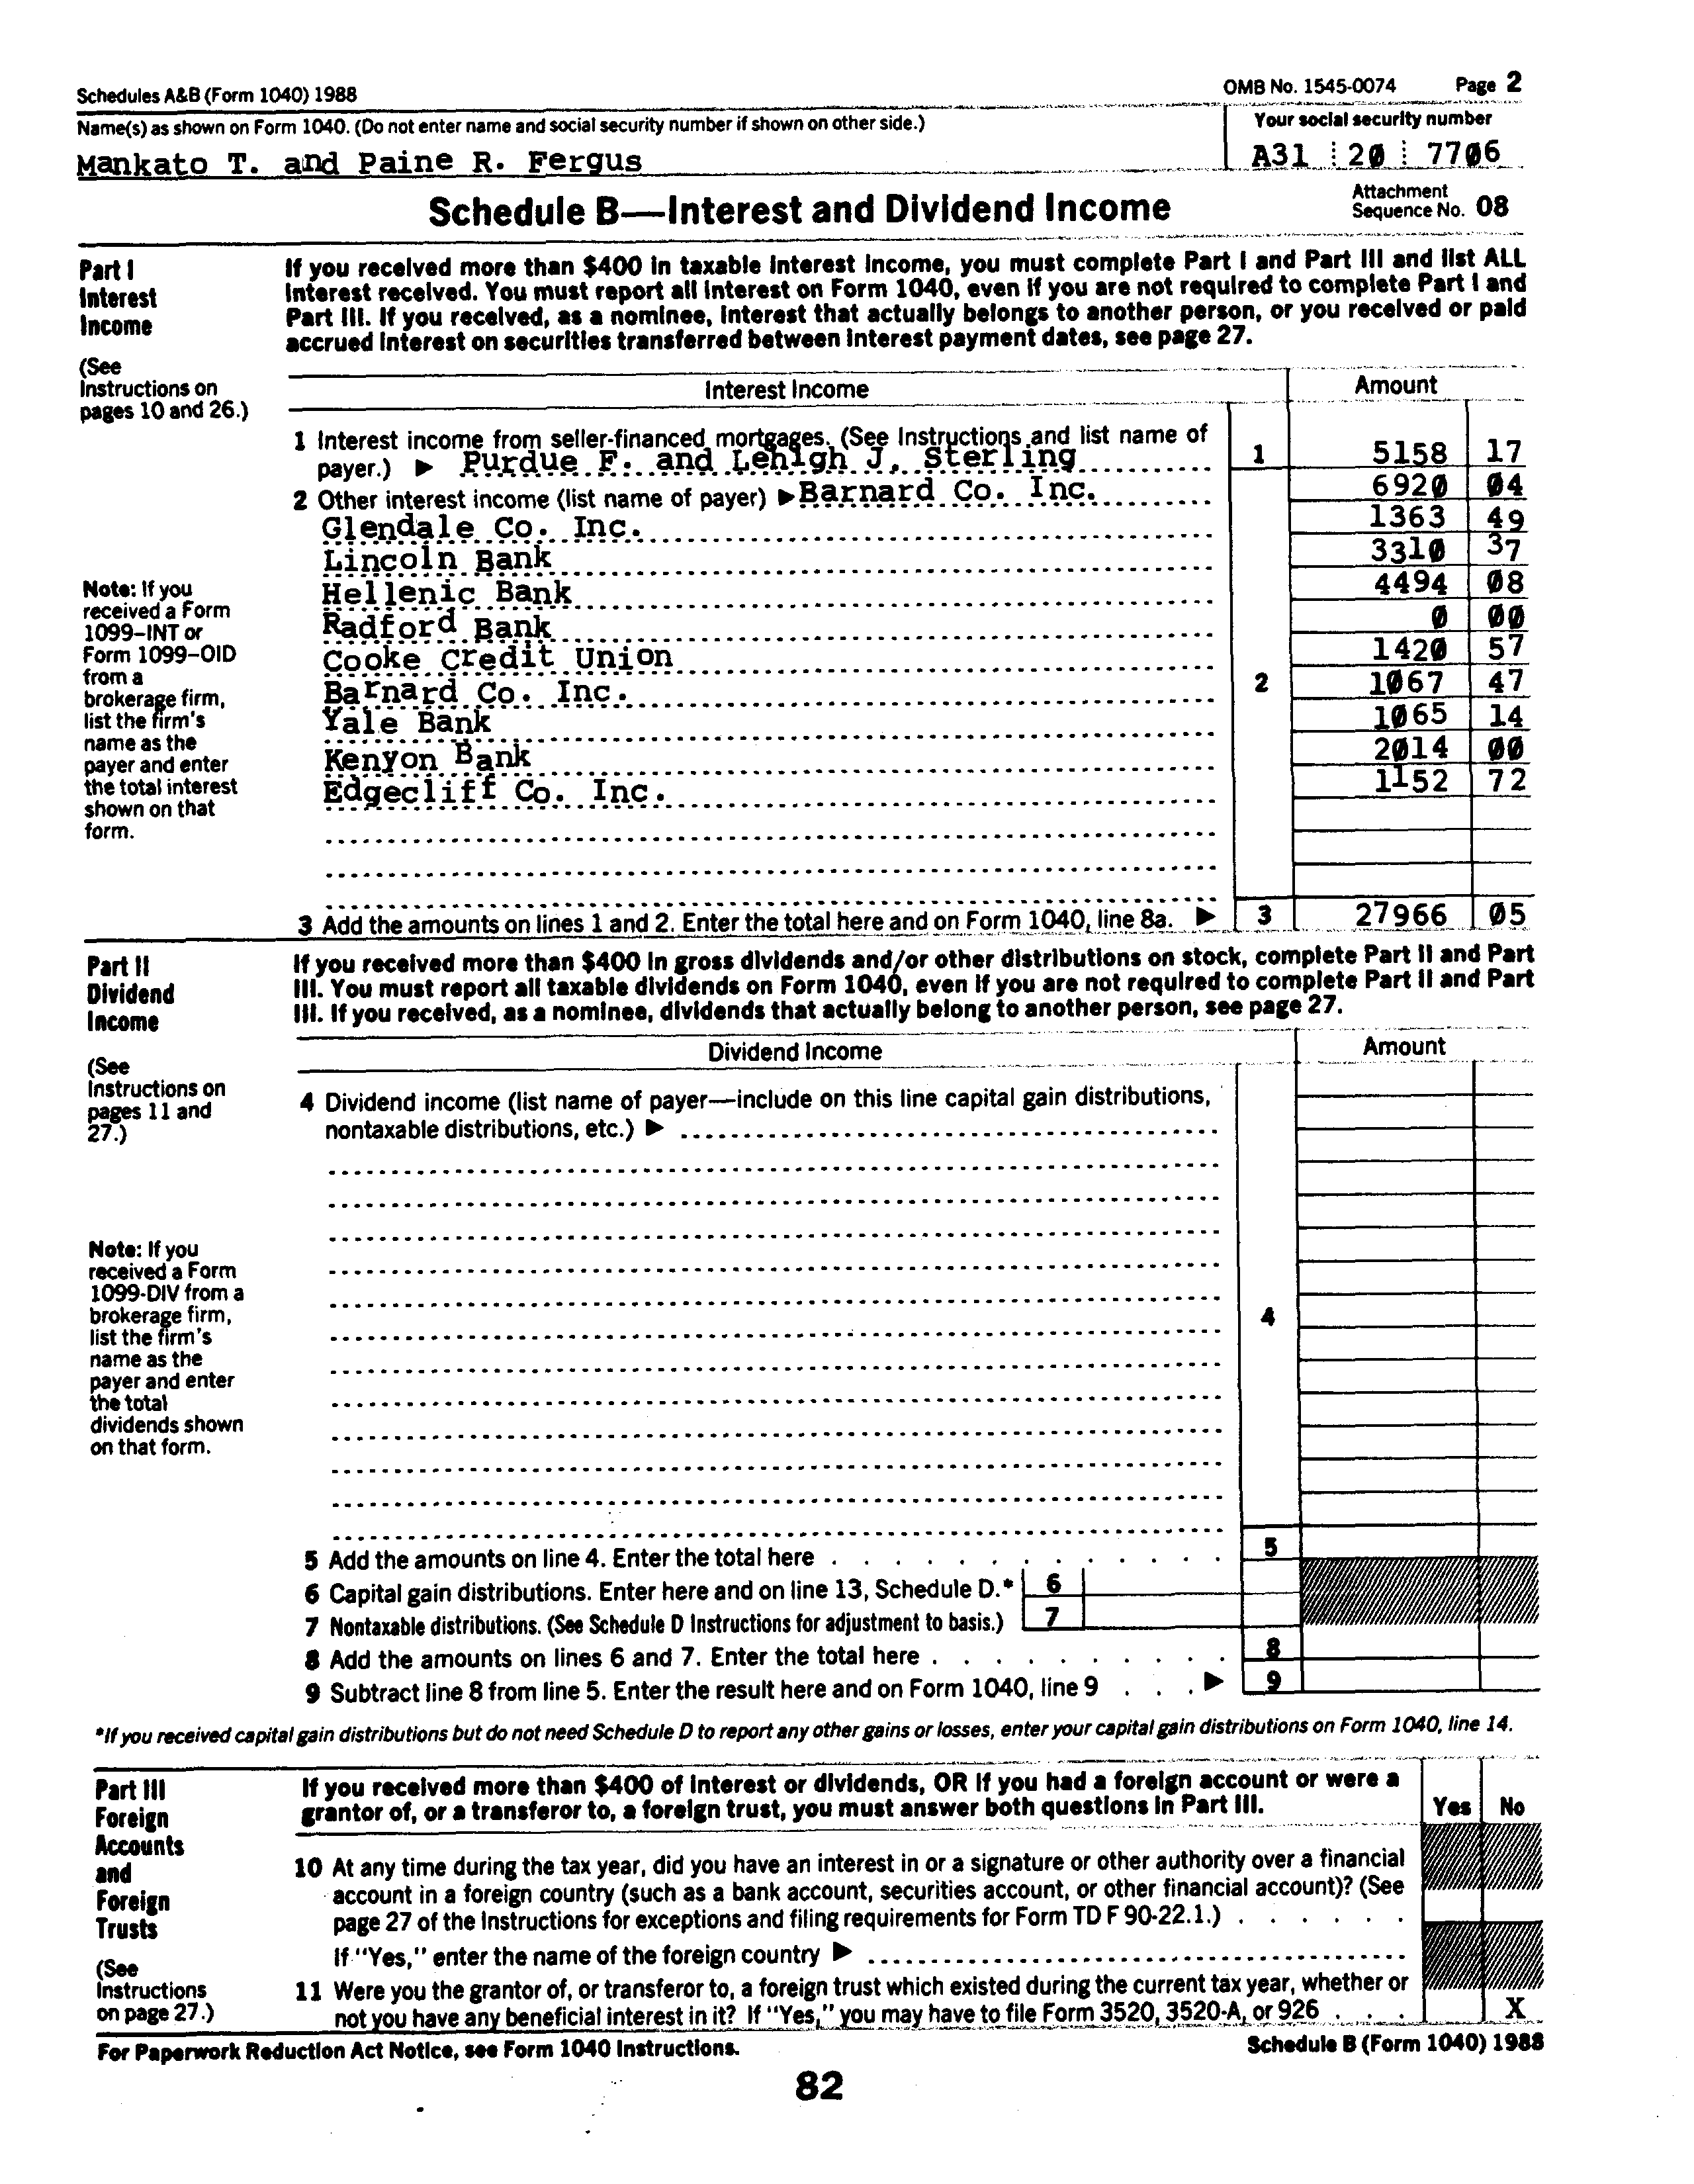 Schedules A&B (Form 1040) 1988 OMB No. 1545-0074 Page 2
Name(s) as shown on Form 1040. (Do not enter name and social security number if shown on other side.) Your social security number
Mankato T. and Paine R. Fergus A31 20 7706
Schedule B—Interest and Dividend Income Attachment Sequence No. 08
Part I
Interest
Income
(See
Instructions on
pages 10 and 26.)
If you received more than $400 in taxable interest income, you must complete Part I and Part III and list ALL
interest received. You must report all interest on Form 1040, even if you are not required to complete Part I and
Part III. If you received, as a nominee, interest that actually belongs to another person, or you received or paid
accrued interest on securities transferred between interest payment dates, see page 27.
Interest Income Amount
1 Interest income from seller-financed mortgages. (See Instructions and list name of
payer.) ▶ Purdue F. and Lehigh J. Sterling 1 5158 17
2 Other interest income (list name of payer) ▶ Barnard Co. Inc. 6920 04
Glendale Co. Inc. 1363 49
Lincoln Bank 3310 37
Hellenic Bank 4494 08
Radford Bank 0 00
Cooke Credit Union 1420 57
Barnard Co. Inc. 2 1067 47
Yale Bank 1065 14
Kenyon Bank 2014 00
Edgecliff Co. Inc. 1152 72
Note: If you
received a Form
1099–INT or
Form 1099–OID
from a
brokerage firm,
list the firm's
name as the
payer and enter
the total interest
shown on that
form.
3 Add the amounts on lines 1 and 2. Enter the total here and on Form 1040, line 8a. ▶ 3 27966 05
Part II
Dividend
Income
(See
Instructions on
pages 11 and
27.)
If you received more than $400 in gross dividends and/or other distributions on stock, complete Part II and Part
III. You must report all taxable dividends on Form 1040, even if you are not required to complete Part II and Part
III. If you received, as a nominee, dividends that actually belong to another person, see page 27.
Dividend Income Amount
4 Dividend income (list name of payer—include on this line capital gain distributions,
nontaxable distributions, etc.) ▶
4
Note: If you
received a Form
1099-DIV from a
brokerage firm,
list the firm's
name as the
payer and enter
the total
dividends shown
on that form.
5 Add the amounts on line 4. Enter the total here 5
6 Capital gain distributions. Enter here and on line 13, Schedule D.* 6
7 Nontaxable distributions. (See Schedule D Instructions for adjustment to basis.) 7
8 Add the amounts on lines 6 and 7. Enter the total here 8
9 Subtract line 8 from line 5. Enter the result here and on Form 1040, line 9 ▶ 9
*If you received capital gain distributions but do not need Schedule D to report any other gains or losses, enter your capital gain distributions on Form 1040, line 14.
Part III
Foreign
Accounts
and
Foreign
Trusts
(See
Instructions
on page 27.)
If you received more than $400 of interest or dividends, OR if you had a foreign account or were a
grantor of, or a transferor to, a foreign trust, you must answer both questions in Part III. Yes No
10 At any time during the tax year, did you have an interest in or a signature or other authority over a financial
account in a foreign country (such as a bank account, securities account, or other financial account)? (See
page 27 of the Instructions for exceptions and filing requirements for Form TD F 90-22.1.)
If "Yes," enter the name of the foreign country ▶
11 Were you the grantor of, or transferor to, a foreign trust which existed during the current tax year, whether or
not you have any beneficial interest in it? If "Yes," you may have to file Form 3520, 3520-A, or 926 X
For Paperwork Reduction Act Notice, see Form 1040 Instructions. Schedule B (Form 1040) 1988
82